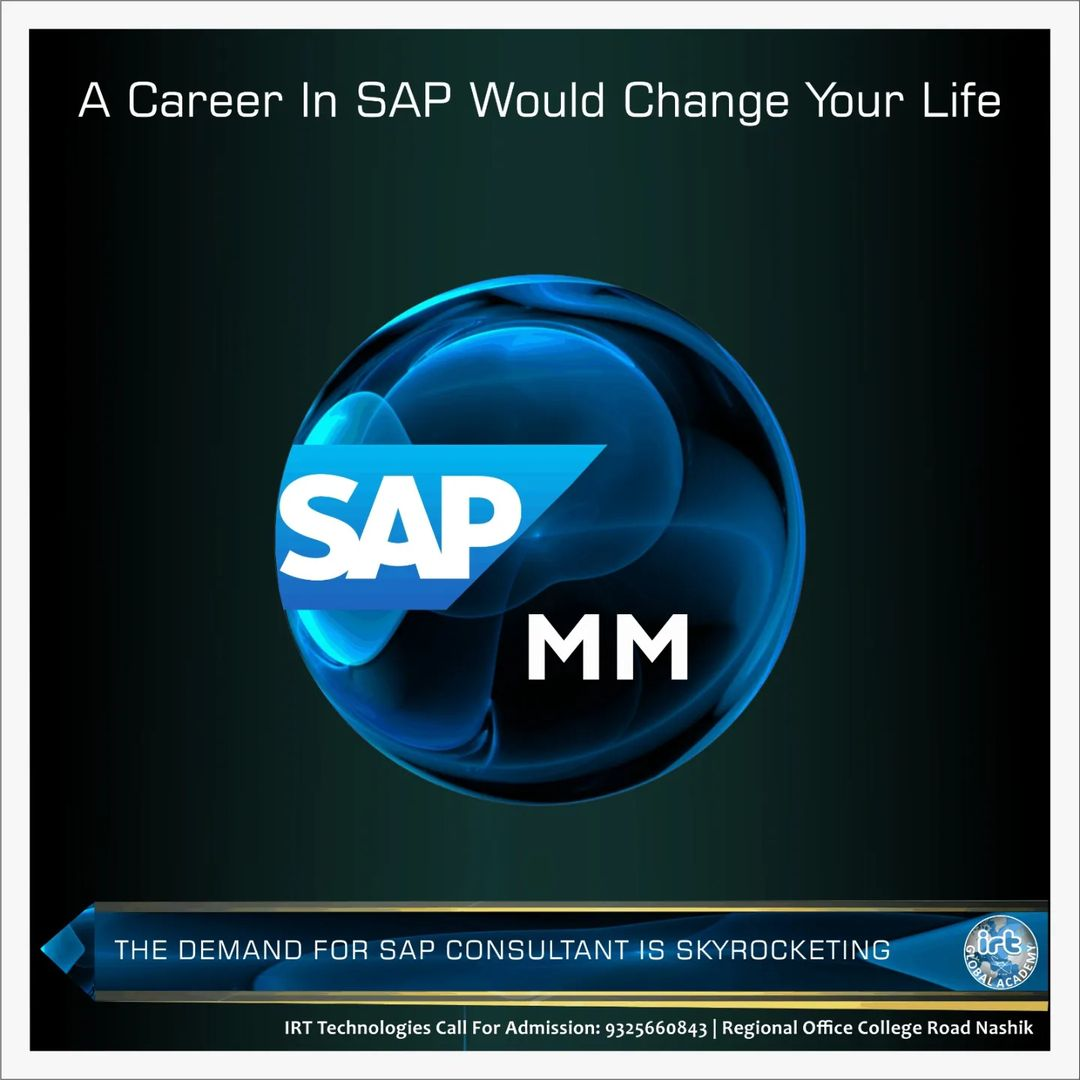 A Career In SAP Would Change Your Life
SAP
MM
THE DEMAND FOR SAP CONSULTANT IS SKYROCKETING
irt
GLOBAL ACADEMY
IRT Technologies Call For Admission: 9325660843 | Regional Office College Road Nashik